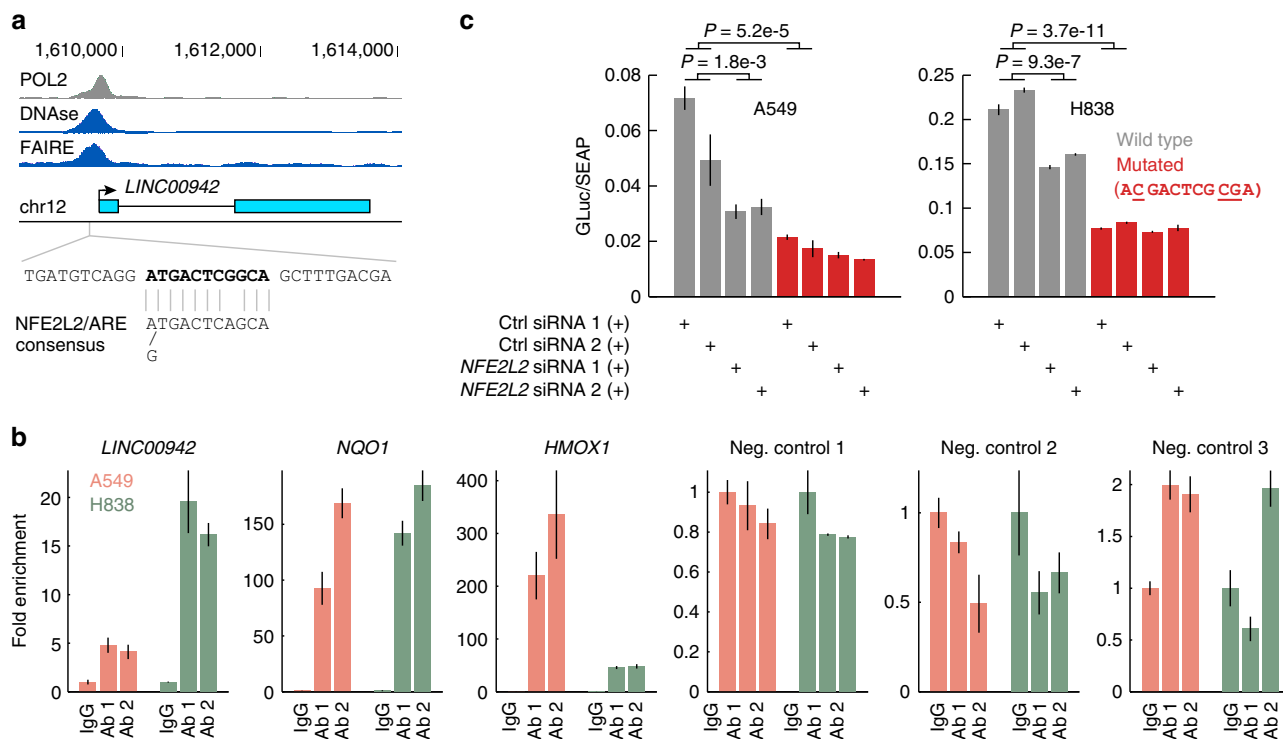 a
1,610,000
1,612,000
1,614,000
POL2
DNAse
FAIRE
LINC00942
chr12
TGATGTCAGG ATGACTCGGCA GCTTTGACGA
NFE2L2/ARE
consensus
ATGACTCAGCA
G
c
P = 5.2e-5
P = 1.8e-3
A549
GLuc/SEAP
0.08
0.06
0.04
0.02
0
P = 3.7e-11
P = 9.3e-7
H838
0.25
0.2
0.15
0.1
0.05
0
Wild type
Mutated
(ACGACTCGCGA)
Ctrl siRNA 1 (+) + + + +
Ctrl siRNA 2 (+) + + + +
NFE2L2 siRNA 1 (+) + + + +
NFE2L2 siRNA 2 (+) + + + +
b
LINC00942
A549
H838
Fold enrichment
20
15
10
5
0
IgG Ab 1 Ab 2 IgG Ab 1 Ab 2
NQO1
150
100
50
0
IgG Ab 1 Ab 2 IgG Ab 1 Ab 2
HMOX1
400
300
200
100
0
IgG Ab 1 Ab 2 IgG Ab 1 Ab 2
Neg. control 1
1
0.8
0.6
0.4
0.2
0
IgG Ab 1 Ab 2 IgG Ab 1 Ab 2
Neg. control 2
1
0.5
0
IgG Ab 1 Ab 2 IgG Ab 1 Ab 2
Neg. control 3
2
1.5
1
0.5
0
IgG Ab 1 Ab 2 IgG Ab 1 Ab 2